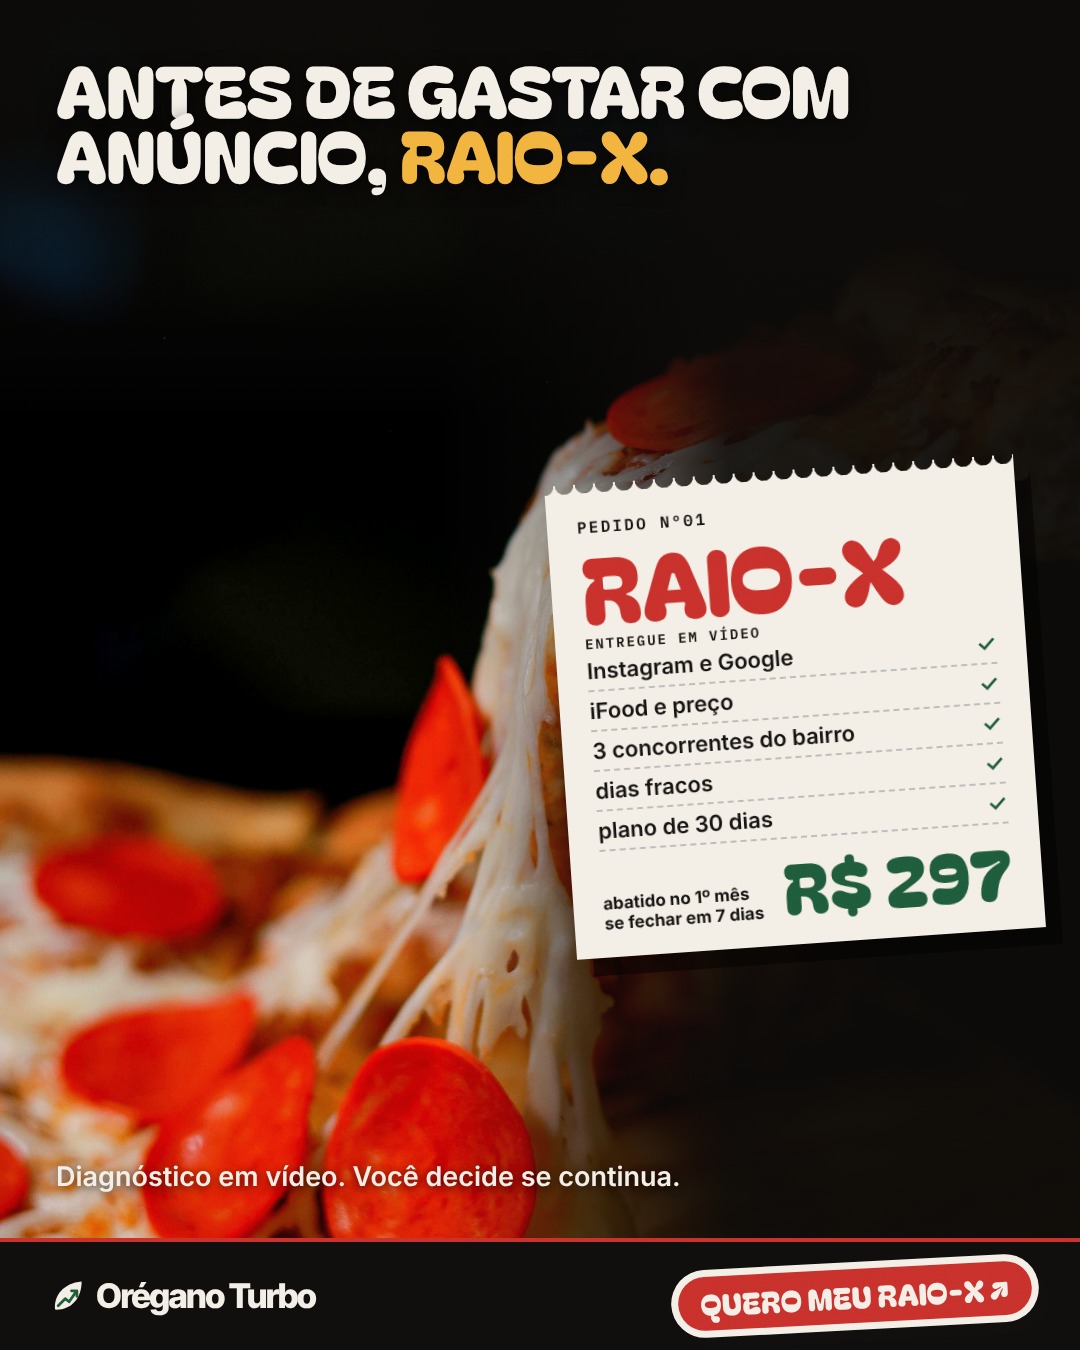 ANTES DE GASTAR COM
ANÚNCIO, RAIO-X.
PEDIDO Nº01
RAIO-X
ENTREGUE EM VÍDEO
Instagram e Google
iFood e preço
3 concorrentes do bairro
dias fracos
plano de 30 dias
abatido no 1º mês
se fechar em 7 dias
R$ 297
Diagnóstico em vídeo. Você decide se continua.
Orégano Turbo
QUERO MEU RAIO-X